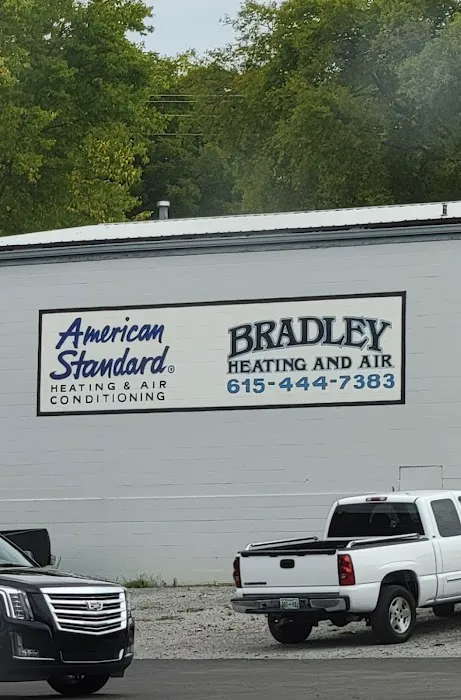 American
Standard®
HEATING & AIR
CONDITIONING
BRADLEY
HEATING AND AIR
615-444-7383